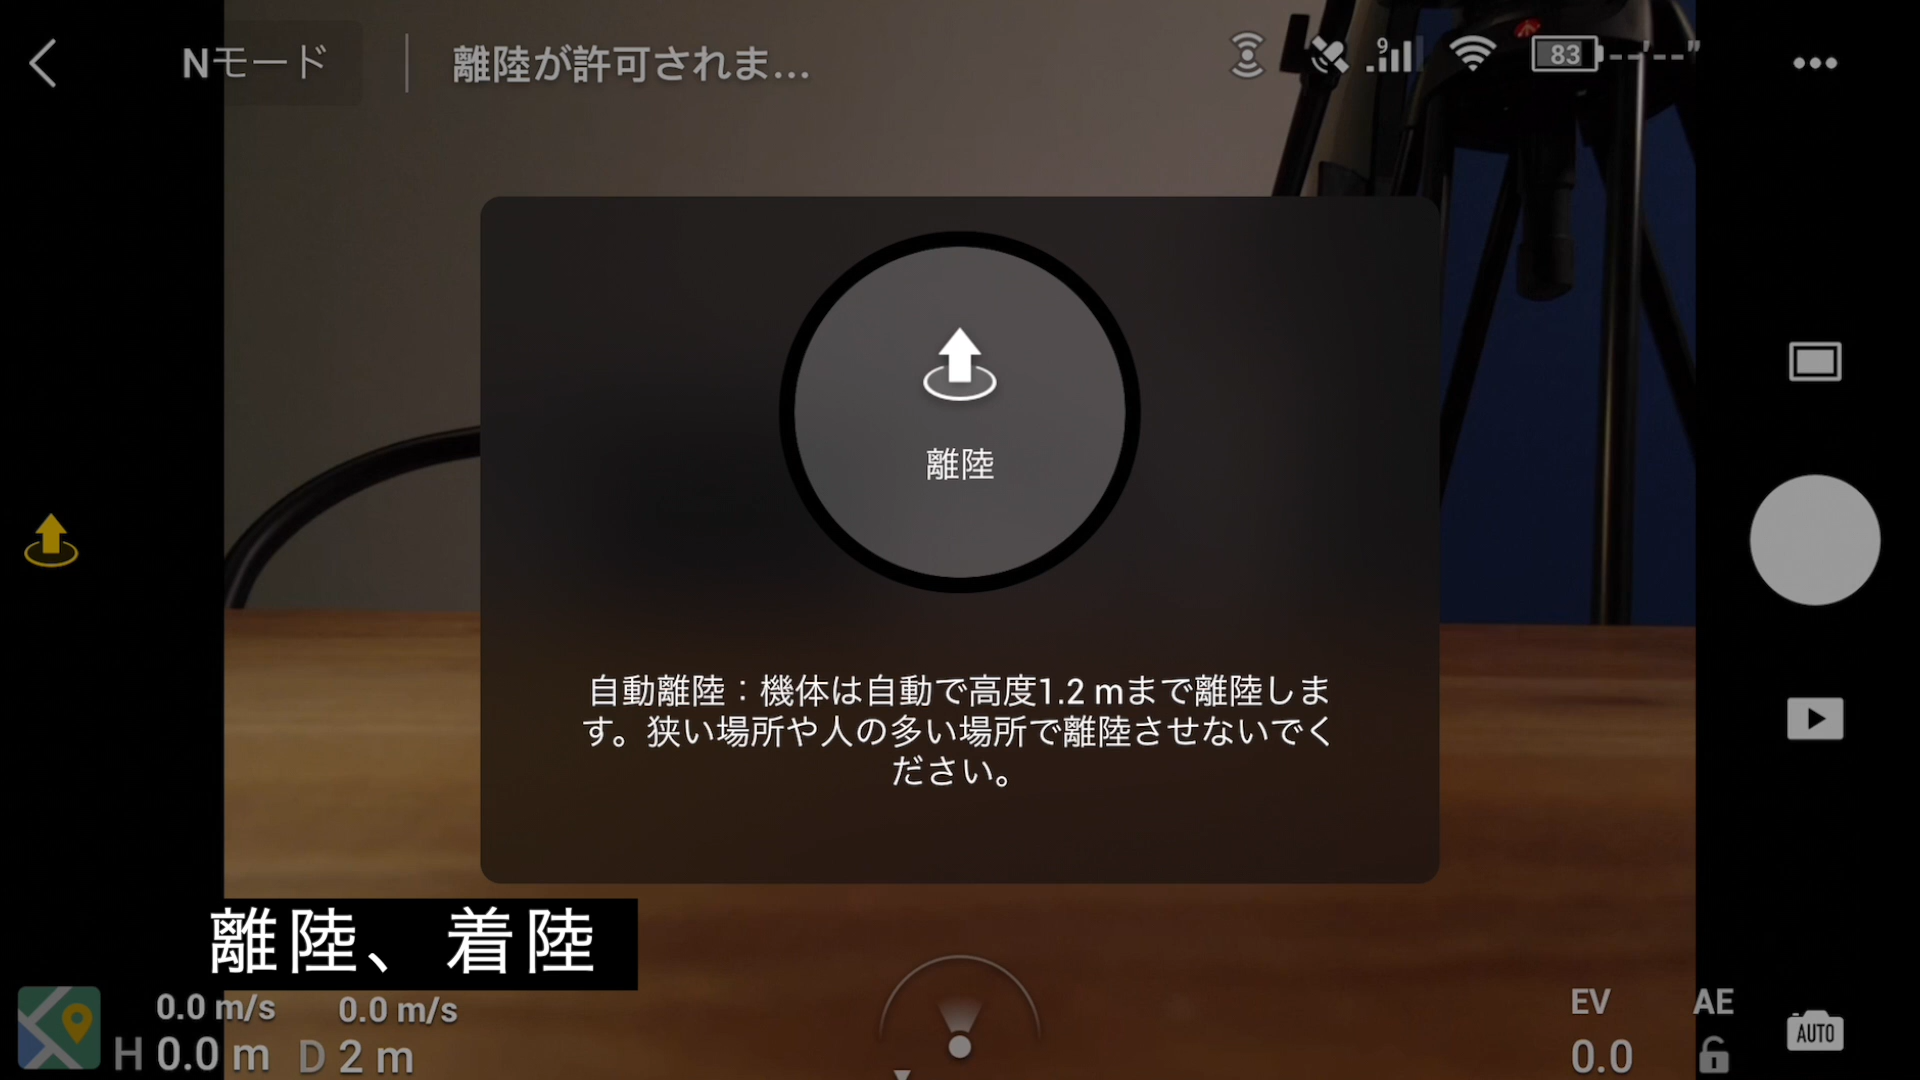 Nモード
離陸が許可されま...
9
83
--'--"
離陸
自動離陸：機体は自動で高度1.2 mまで離陸しま
す。狭い場所や人の多い場所で離陸させないでく
ださい。
離陸、着陸
0.0 m/s 0.0 m/s
H 0.0 m D 2 m
EV AE
0.0
AUTO